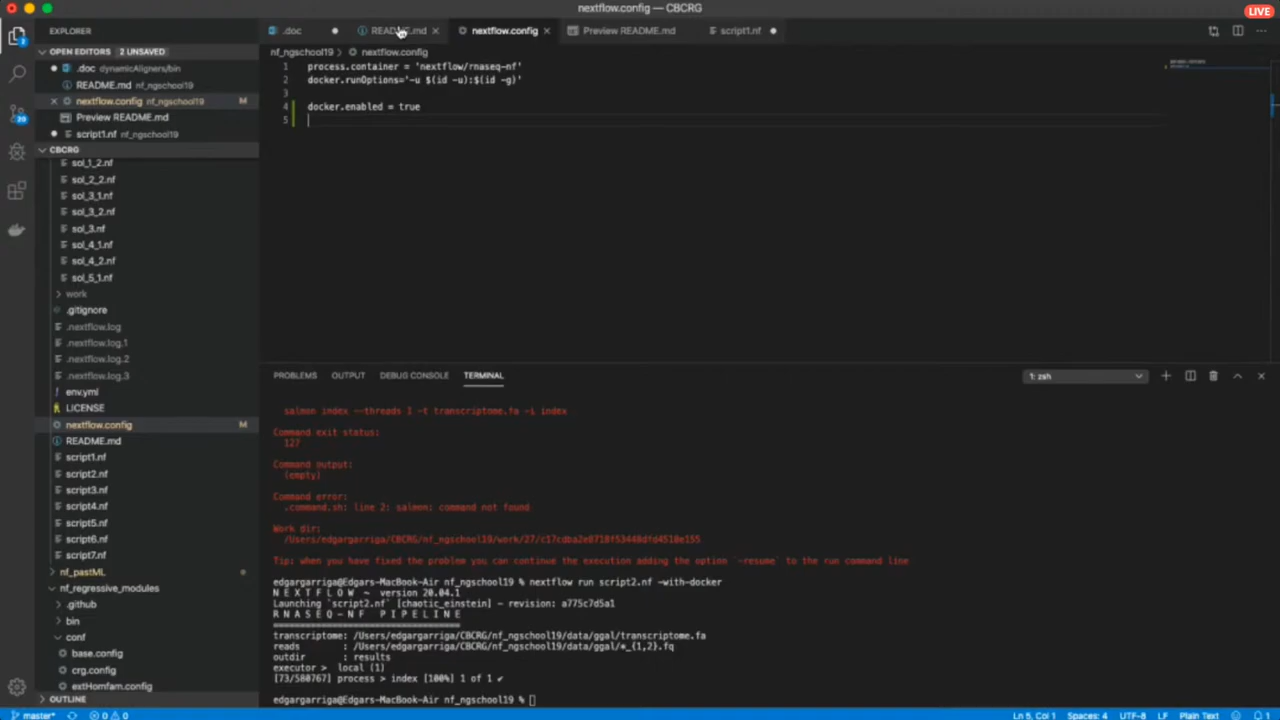 nextflow.config — CBCRG
LIVE
EXPLORER
.doc
README.md
nextflow.config
Preview README.md
script1.nf
OPEN EDITORS 2 UNSAVED
.doc dynamicAligners/bin
README.md nf_ngschool19
nextflow.config nf_ngschool19 M
Preview README.md
script1.nf nf_ngschool19
CBCRG
sol_1_2.nf
sol_2_2.nf
sol_3_1.nf
sol_3_2.nf
sol_3.nf
sol_4_1.nf
sol_4_2.nf
sol_5_1.nf
work
.gitignore
.nextflow.log
.nextflow.log.1
.nextflow.log.2
.nextflow.log.3
env.yml
LICENSE
nextflow.config M
README.md
script1.nf
script2.nf
script3.nf
script4.nf
script5.nf
script6.nf
script7.nf
nf_pastML
nf_regressive_modules
.github
bin
conf
base.config
crg.config
extHomfam.config
OUTLINE
nf_ngschool19 > nextflow.config
1 process.container = 'nextflow/rnaseq-nf'
2 docker.runOptions='-u $(id -u):$(id -g)'
3
4 docker.enabled = true
5
PROBLEMS OUTPUT DEBUG CONSOLE TERMINAL
1: zsh
salmon index --threads 1 -t transcriptome.fa -i index
Command exit status:
127
Command output:
(empty)
Command error:
.command.sh: line 2: salmon: command not found
Work dir:
/Users/edgargarriga/CBCRG/nf_ngschool19/work/27/c17cdba2e0718f53448dfd4518e155
Tip: when you have fixed the problem you can continue the execution adding the option `-resume` to the run command line
edgargarriga@Edgars-MacBook-Air nf_ngschool19 % nextflow run script2.nf -with-docker
N E X T F L O W ~ version 20.04.1
Launching `script2.nf` [chaotic_einstein] - revision: a775c7d5a1
R N A S E Q - N F   P I P E L I N E
===================================
transcriptome: /Users/edgargarriga/CBCRG/nf_ngschool19/data/ggal/transcriptome.fa
reads : /Users/edgargarriga/CBCRG/nf_ngschool19/data/ggal/*_{1,2}.fq
outdir : results
executor > local (1)
[73/580767] process > index [100%] 1 of 1 ✔
edgargarriga@Edgars-MacBook-Air nf_ngschool19 %
master* 0 0 Ln 5, Col 1 Spaces: 4 UTF-8 LF Plain Text 1